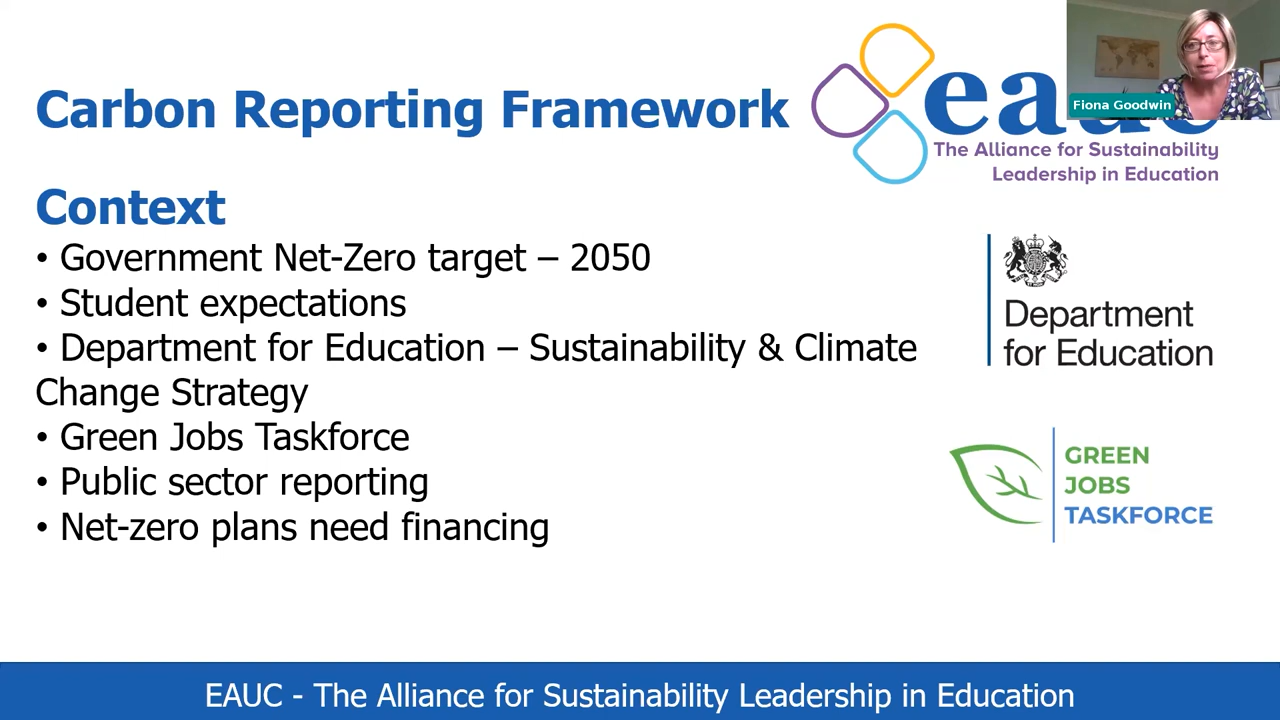 Carbon Reporting Framework
eauc
The Alliance for Sustainability
Leadership in Education
Fiona Goodwin
Context
• Government Net-Zero target – 2050
• Student expectations
• Department for Education – Sustainability & Climate
Change Strategy
• Green Jobs Taskforce
• Public sector reporting
• Net-zero plans need financing
Department
for Education
GREEN
JOBS
TASKFORCE
EAUC - The Alliance for Sustainability Leadership in Education